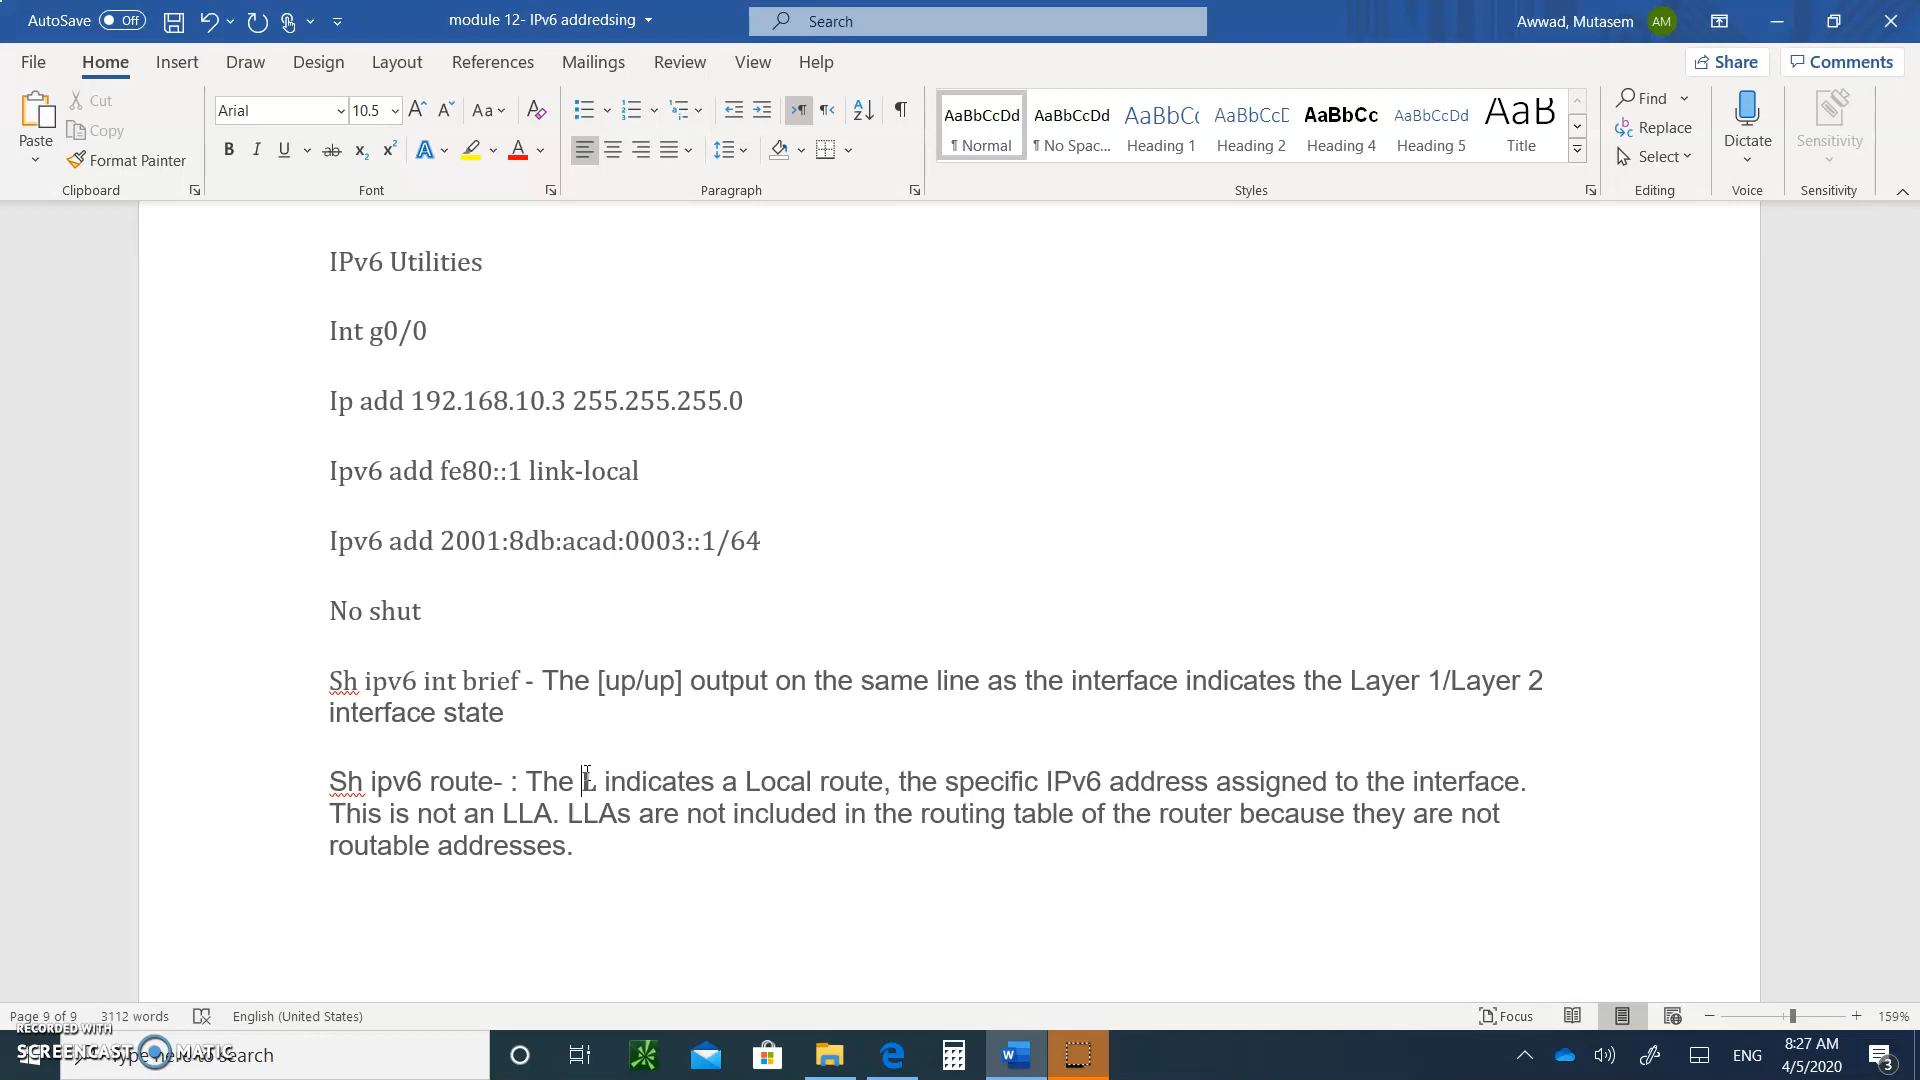 AutoSave Off
module 12- IPv6 addredsing
Search
Awwad, Mutasem AM
File Home Insert Draw Design Layout References Mailings Review View Help
Share Comments
Paste
Cut
Copy
Format Painter
Clipboard
Arial 10.5
Font
Paragraph
AaBbCcDd AaBbCcDd AaBbCc AaBbCcD AaBbCc AaBbCcDd AaB
¶ Normal ¶ No Spac... Heading 1 Heading 2 Heading 4 Heading 5 Title
Styles
Find
Replace
Select
Editing
Dictate
Voice
Sensitivity
Sensitivity
IPv6 Utilities
Int g0/0
Ip add 192.168.10.3 255.255.255.0
Ipv6 add fe80::1 link-local
Ipv6 add 2001:8db:acad:0003::1/64
No shut
Sh ipv6 int brief - The [up/up] output on the same line as the interface indicates the Layer 1/Layer 2
interface state
Sh ipv6 route- : The L indicates a Local route, the specific IPv6 address assigned to the interface.
This is not an LLA. LLAs are not included in the routing table of the router because they are not
routable addresses.
Page 9 of 9 3112 words English (United States)
Focus 159%
RECORDED WITH
SCREENCAST MATIC
Type here to search
ENG
8:27 AM
4/5/2020
3